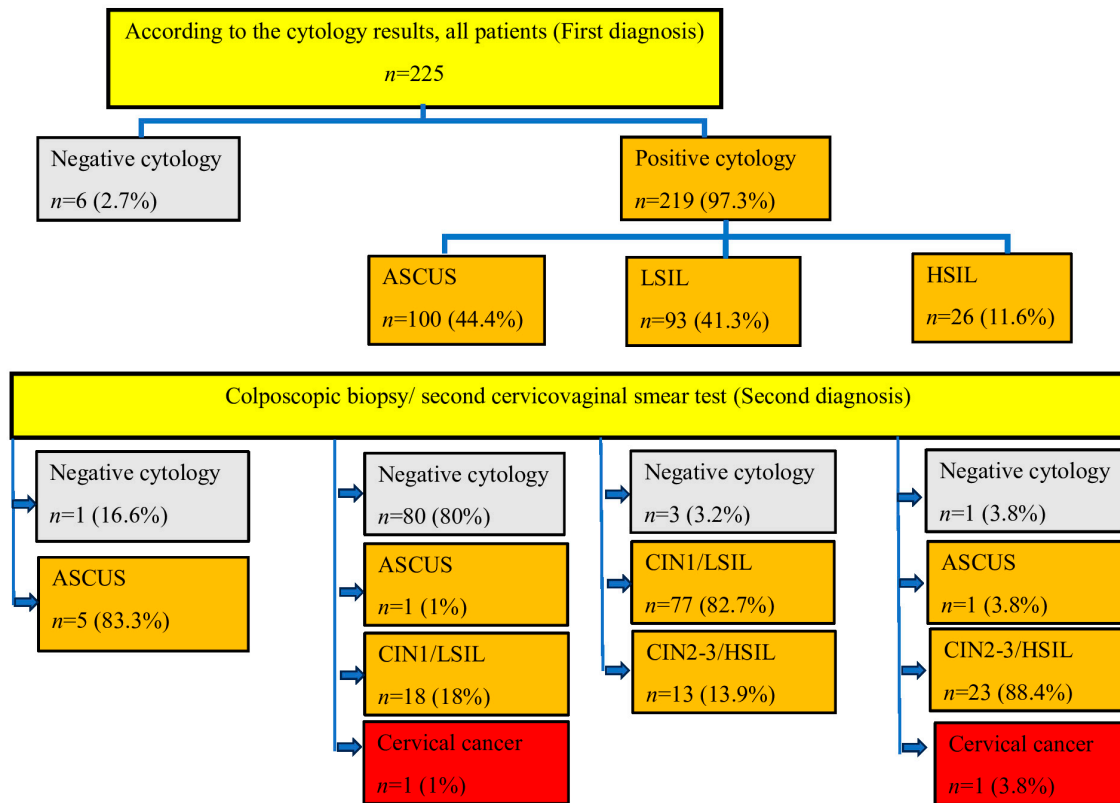 According to the cytology results, all patients (First diagnosis)
n=225
Negative cytology
n=6 (2.7%)
Positive cytology
n=219 (97.3%)
ASCUS
n=100 (44.4%)
LSIL
n=93 (41.3%)
HSIL
n=26 (11.6%)
Colposcopic biopsy/ second cervicovaginal smear test (Second diagnosis)
Negative cytology
n=1 (16.6%)
ASCUS
n=5 (83.3%)
Negative cytology
n=80 (80%)
ASCUS
n=1 (1%)
CIN1/LSIL
n=18 (18%)
Cervical cancer
n=1 (1%)
Negative cytology
n=3 (3.2%)
CIN1/LSIL
n=77 (82.7%)
CIN2-3/HSIL
n=13 (13.9%)
Negative cytology
n=1 (3.8%)
ASCUS
n=1 (3.8%)
CIN2-3/HSIL
n=23 (88.4%)
Cervical cancer
n=1 (3.8%)